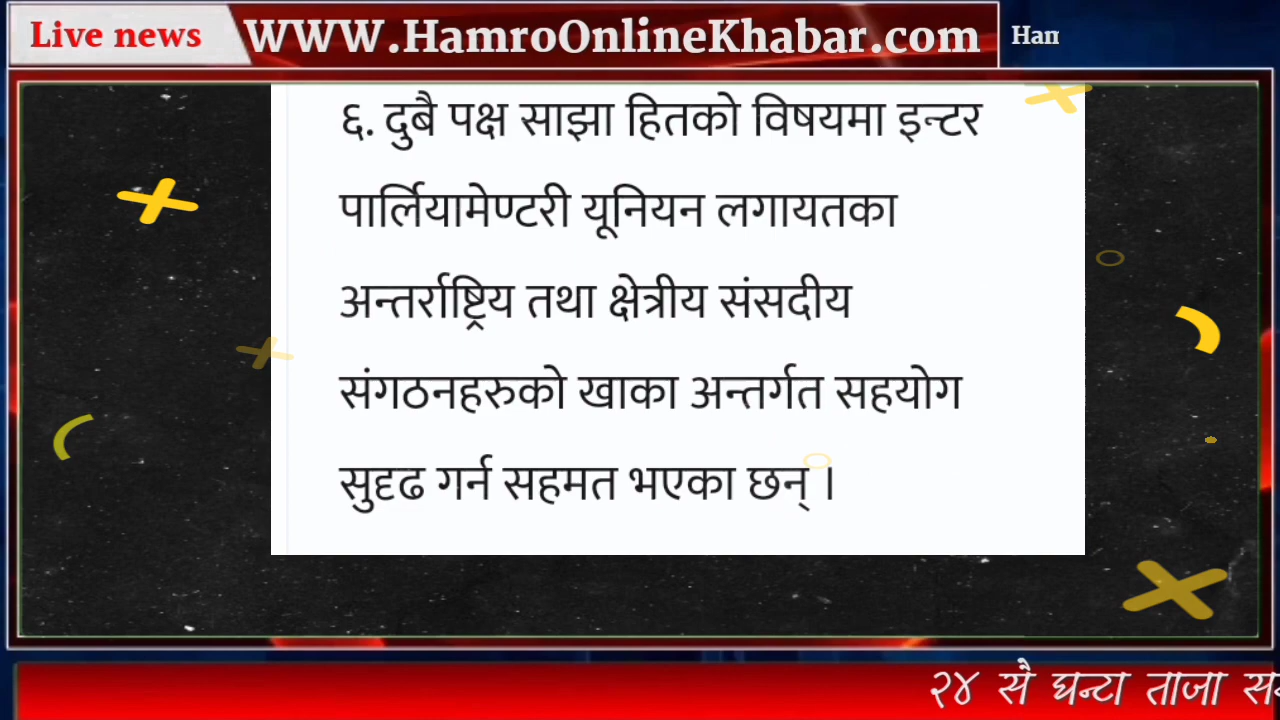 Live news
WWW.HamroOnlineKhabar.com
६. दुबै पक्ष साझा हितको विषयमा इन्टर
पार्लियामेण्टरी यूनियन लगायतका
अन्तर्राष्ट्रिय तथा क्षेत्रीय संसदीय
संगठनहरुको खाका अन्तर्गत सहयोग
सुदृढ गर्न सहमत भएका छन् ।
२४ सै घन्टा ताजा